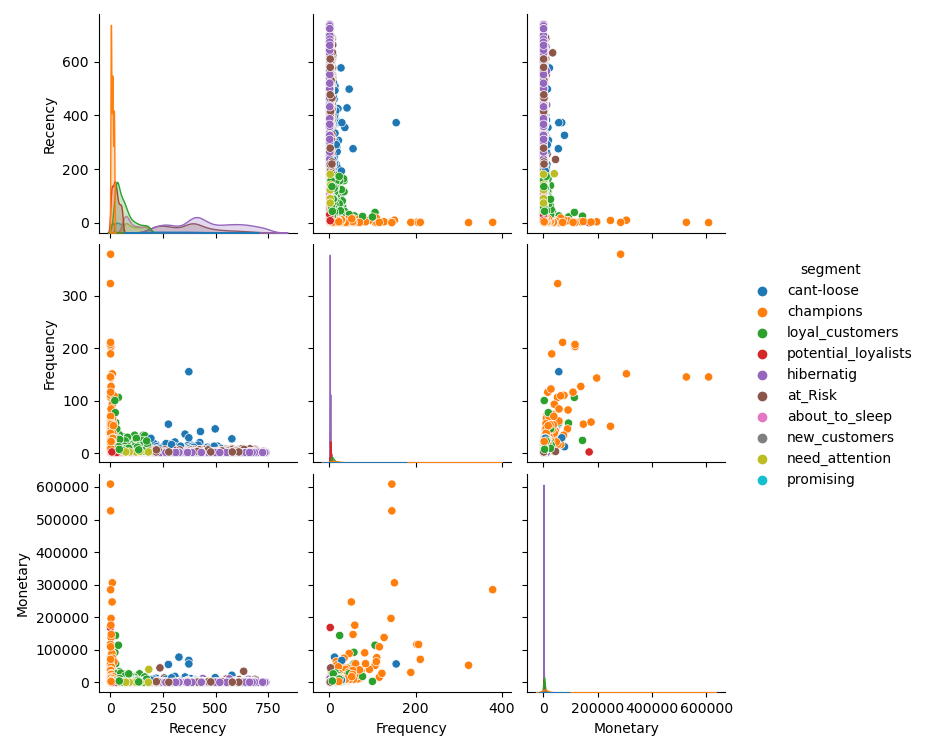 600
400
200
0
Recency
300
200
100
0
Frequency
segment
cant-loose
champions
loyal_customers
potential_loyalists
hibernatig
at_Risk
about_to_sleep
new_customers
need_attention
promising
600000
500000
400000
300000
200000
100000
0
Monetary
0 250 500 750
0 200 400
0 200000 400000 600000
Recency
Frequency
Monetary